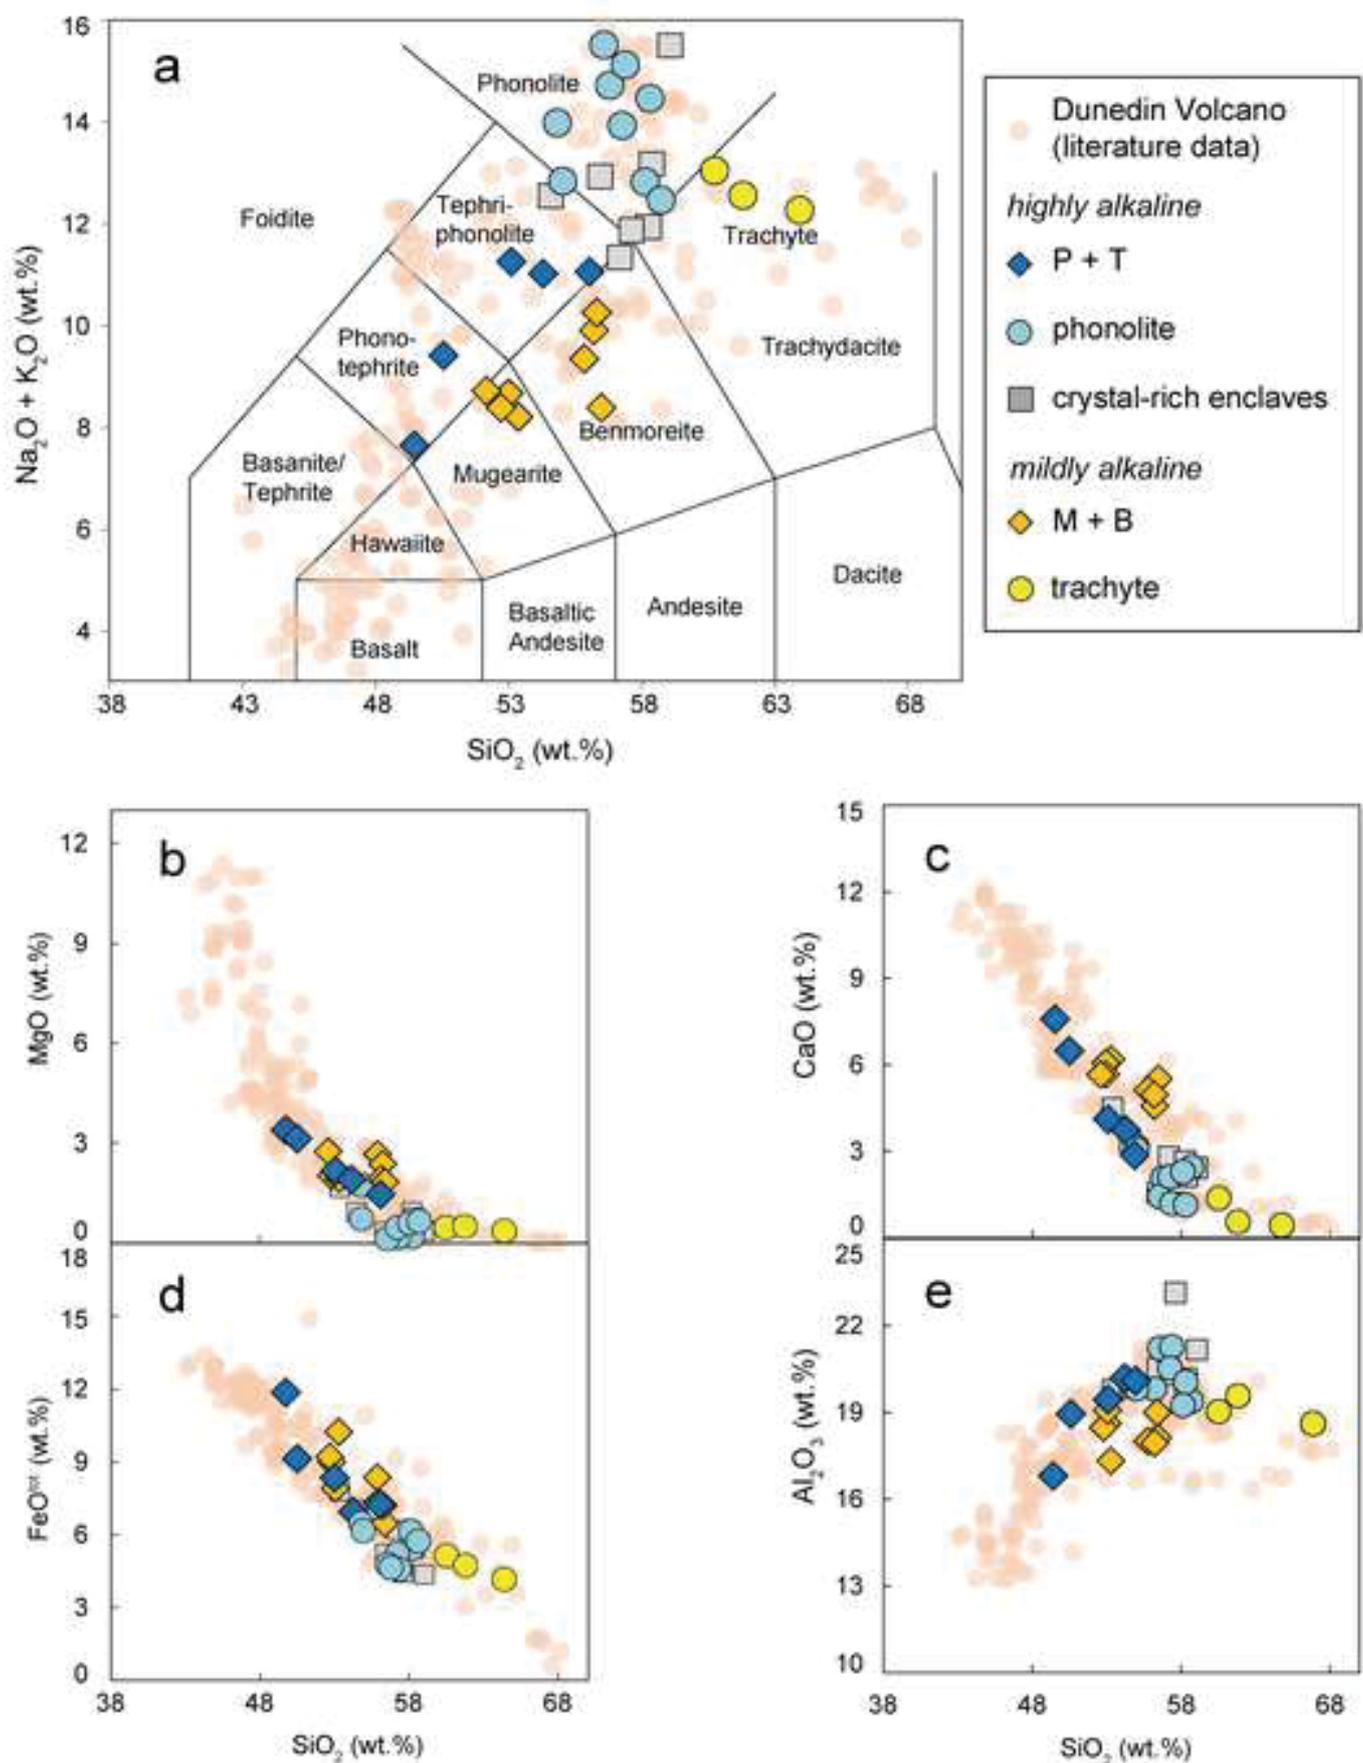 a
16
14
12
10
8
6
4
Na₂O + K₂O (wt.%)
Phonolite
Foidite
Tephri-
phonolite
Trachyte
Phono-
tephrite
Trachydacite
Benmoreite
Basanite/
Tephrite
Mugearite
Hawaiite
Basalt
Basaltic
Andesite
Andesite
Dacite
38 43 48 53 58 63 68
SiO₂ (wt.%)
Dunedin Volcano
(literature data)
highly alkaline
P + T
phonolite
crystal-rich enclaves
mildly alkaline
M + B
trachyte
b
12
9
6
3
0
MgO (wt.%)
c
15
12
9
6
3
0
CaO (wt.%)
d
18
15
12
9
6
3
0
FeOᵗᵒᵗ (wt.%)
38 48 58 68
SiO₂ (wt.%)
e
25
22
19
16
13
10
Al₂O₃ (wt.%)
38 48 58 68
SiO₂ (wt.%)